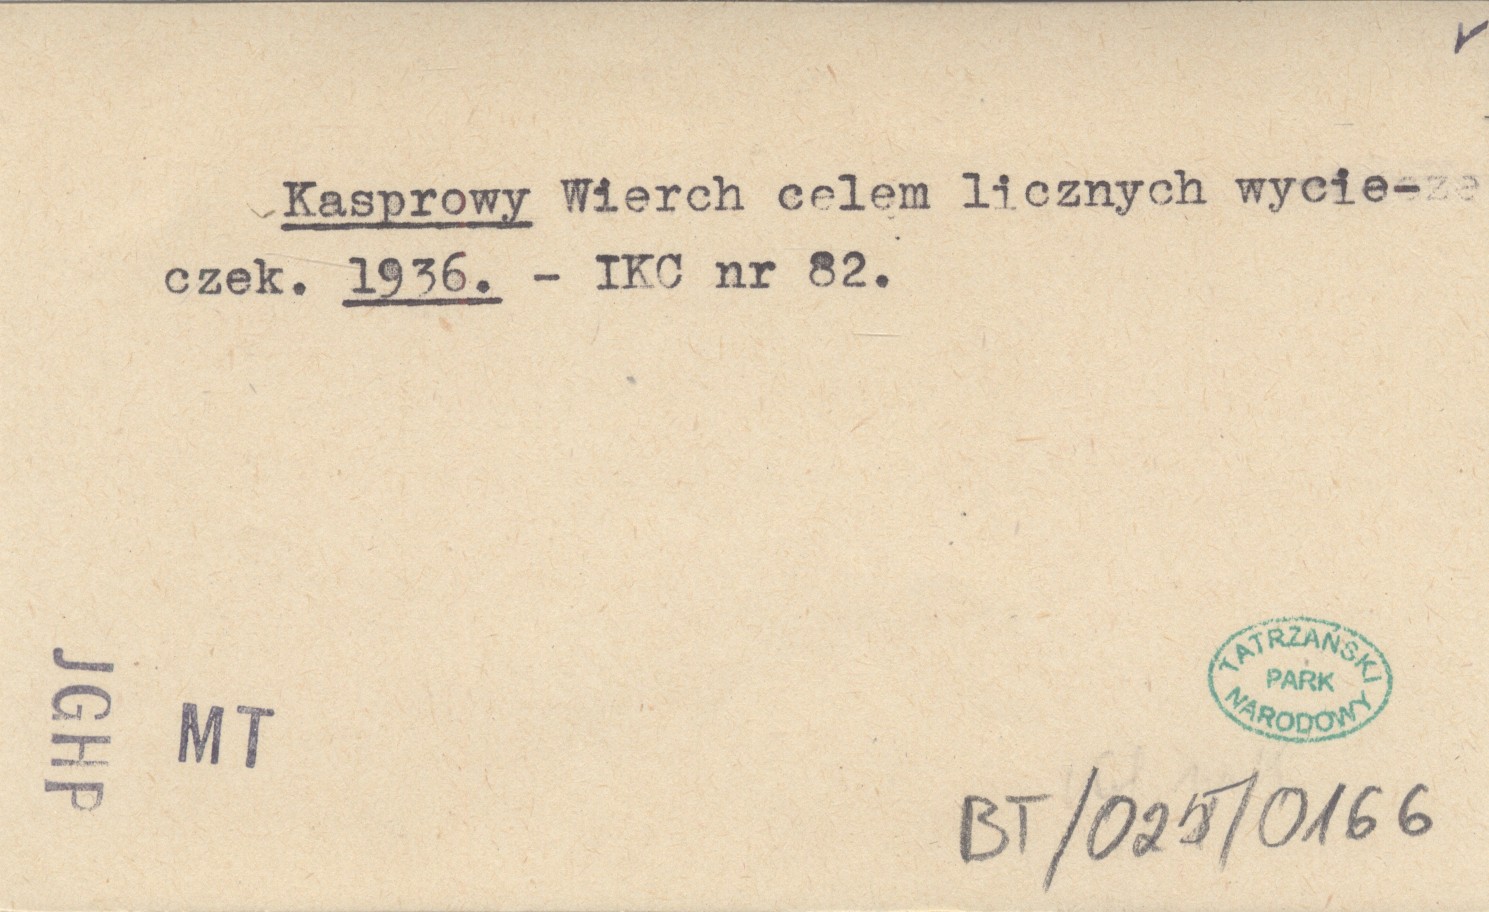 Kasprowy Wierch celem licznych wycie-
czek. 1936. - IKC nr 82.
TATRZAŃSKI
PARK
NARODOWY
JGHP
MT
BT/025/0166